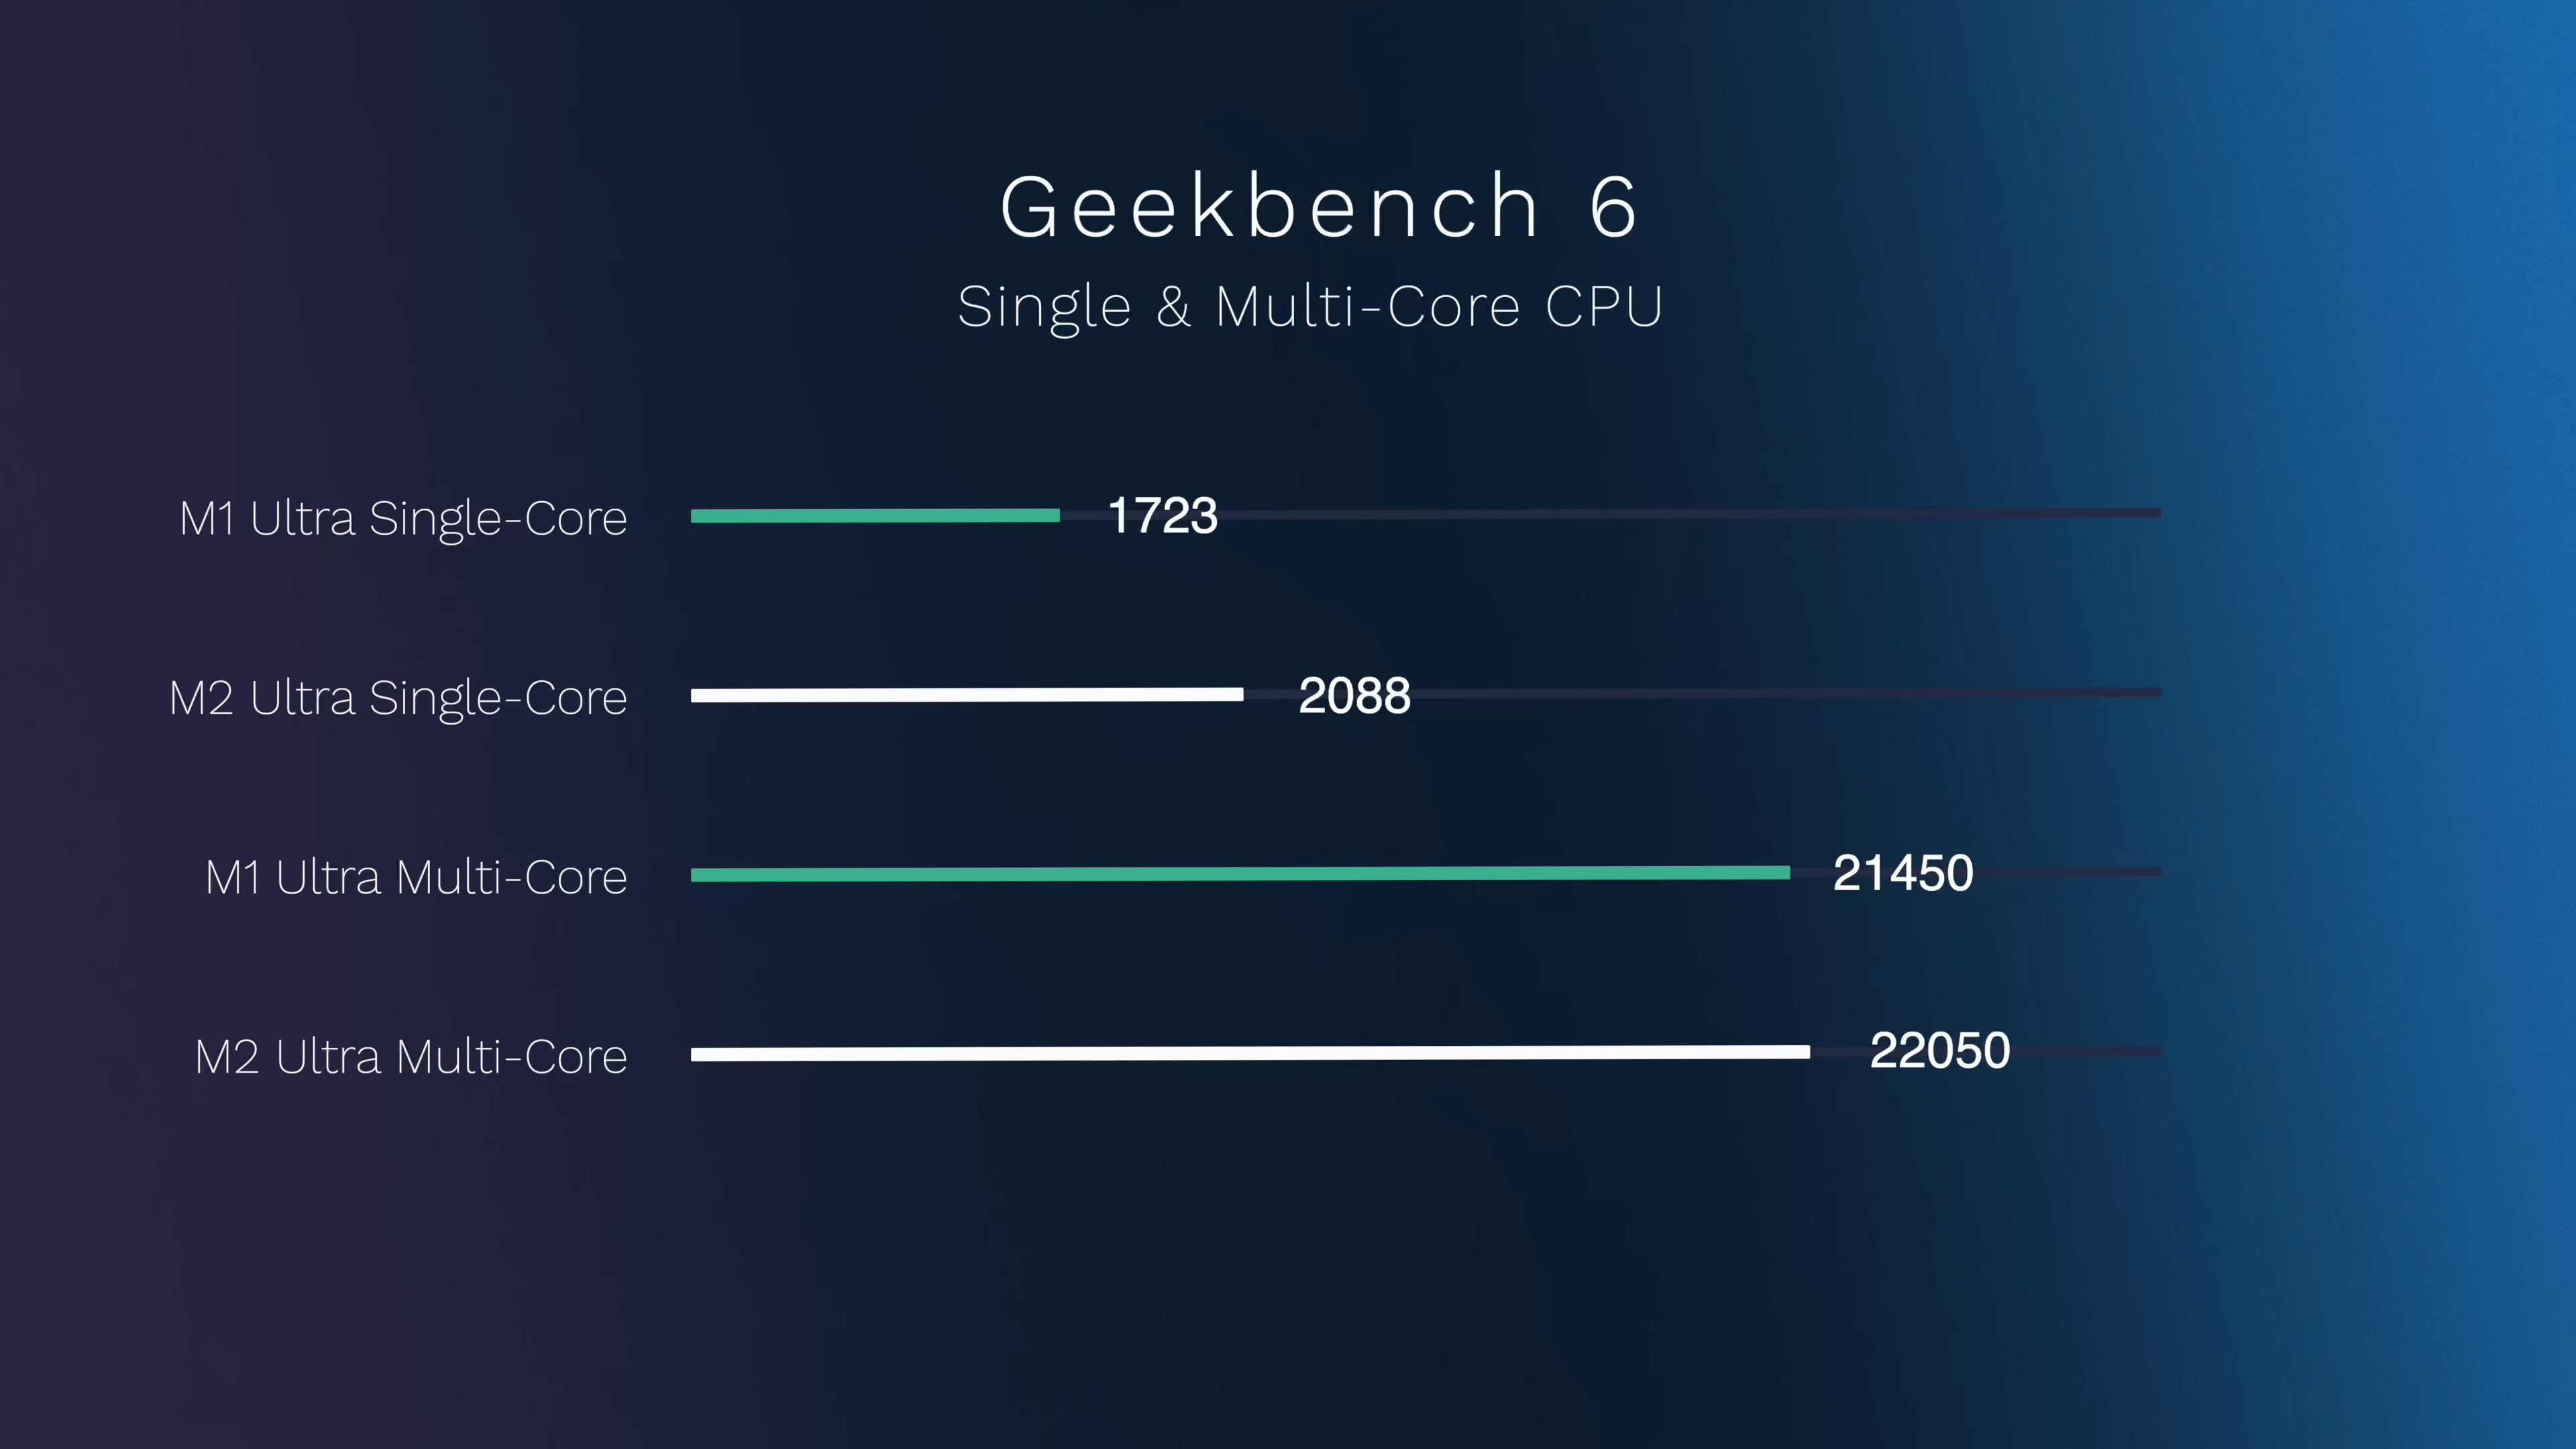 Geekbench 6
Single & Multi-Core CPU
M1 Ultra Single-Core 1723
M2 Ultra Single-Core 2088
M1 Ultra Multi-Core 21450
M2 Ultra Multi-Core 22050